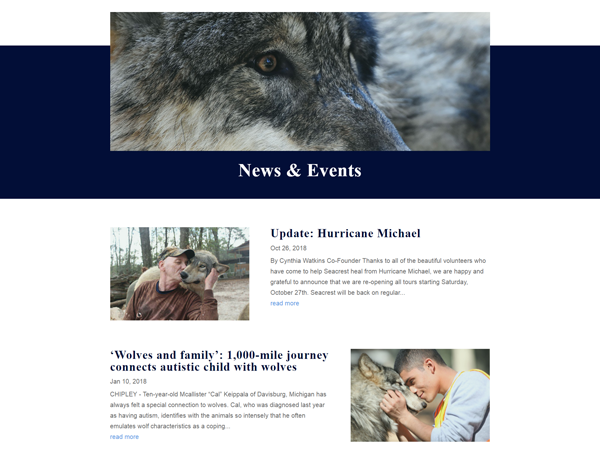 News & Events
Update: Hurricane Michael
Oct 26, 2018
By Cynthia Watkins Co-Founder Thanks to all of the beautiful volunteers who
have come to help Seacrest heal from Hurricane Michael, we are happy and
grateful to announce that we are re-opening all tours starting Saturday,
October 27th. Seacrest will be back on regular...
read more
‘Wolves and family’: 1,000-mile journey
connects autistic child with wolves
Jan 10, 2018
CHIPLEY - Ten-year-old Mcallister “Cal” Keippala of Davisburg, Michigan has
always felt a special connection to wolves. Cal, who was diagnosed last year
as having autism, identifies with the animals so intensely that he often
emulates wolf characteristics as a coping...
read more